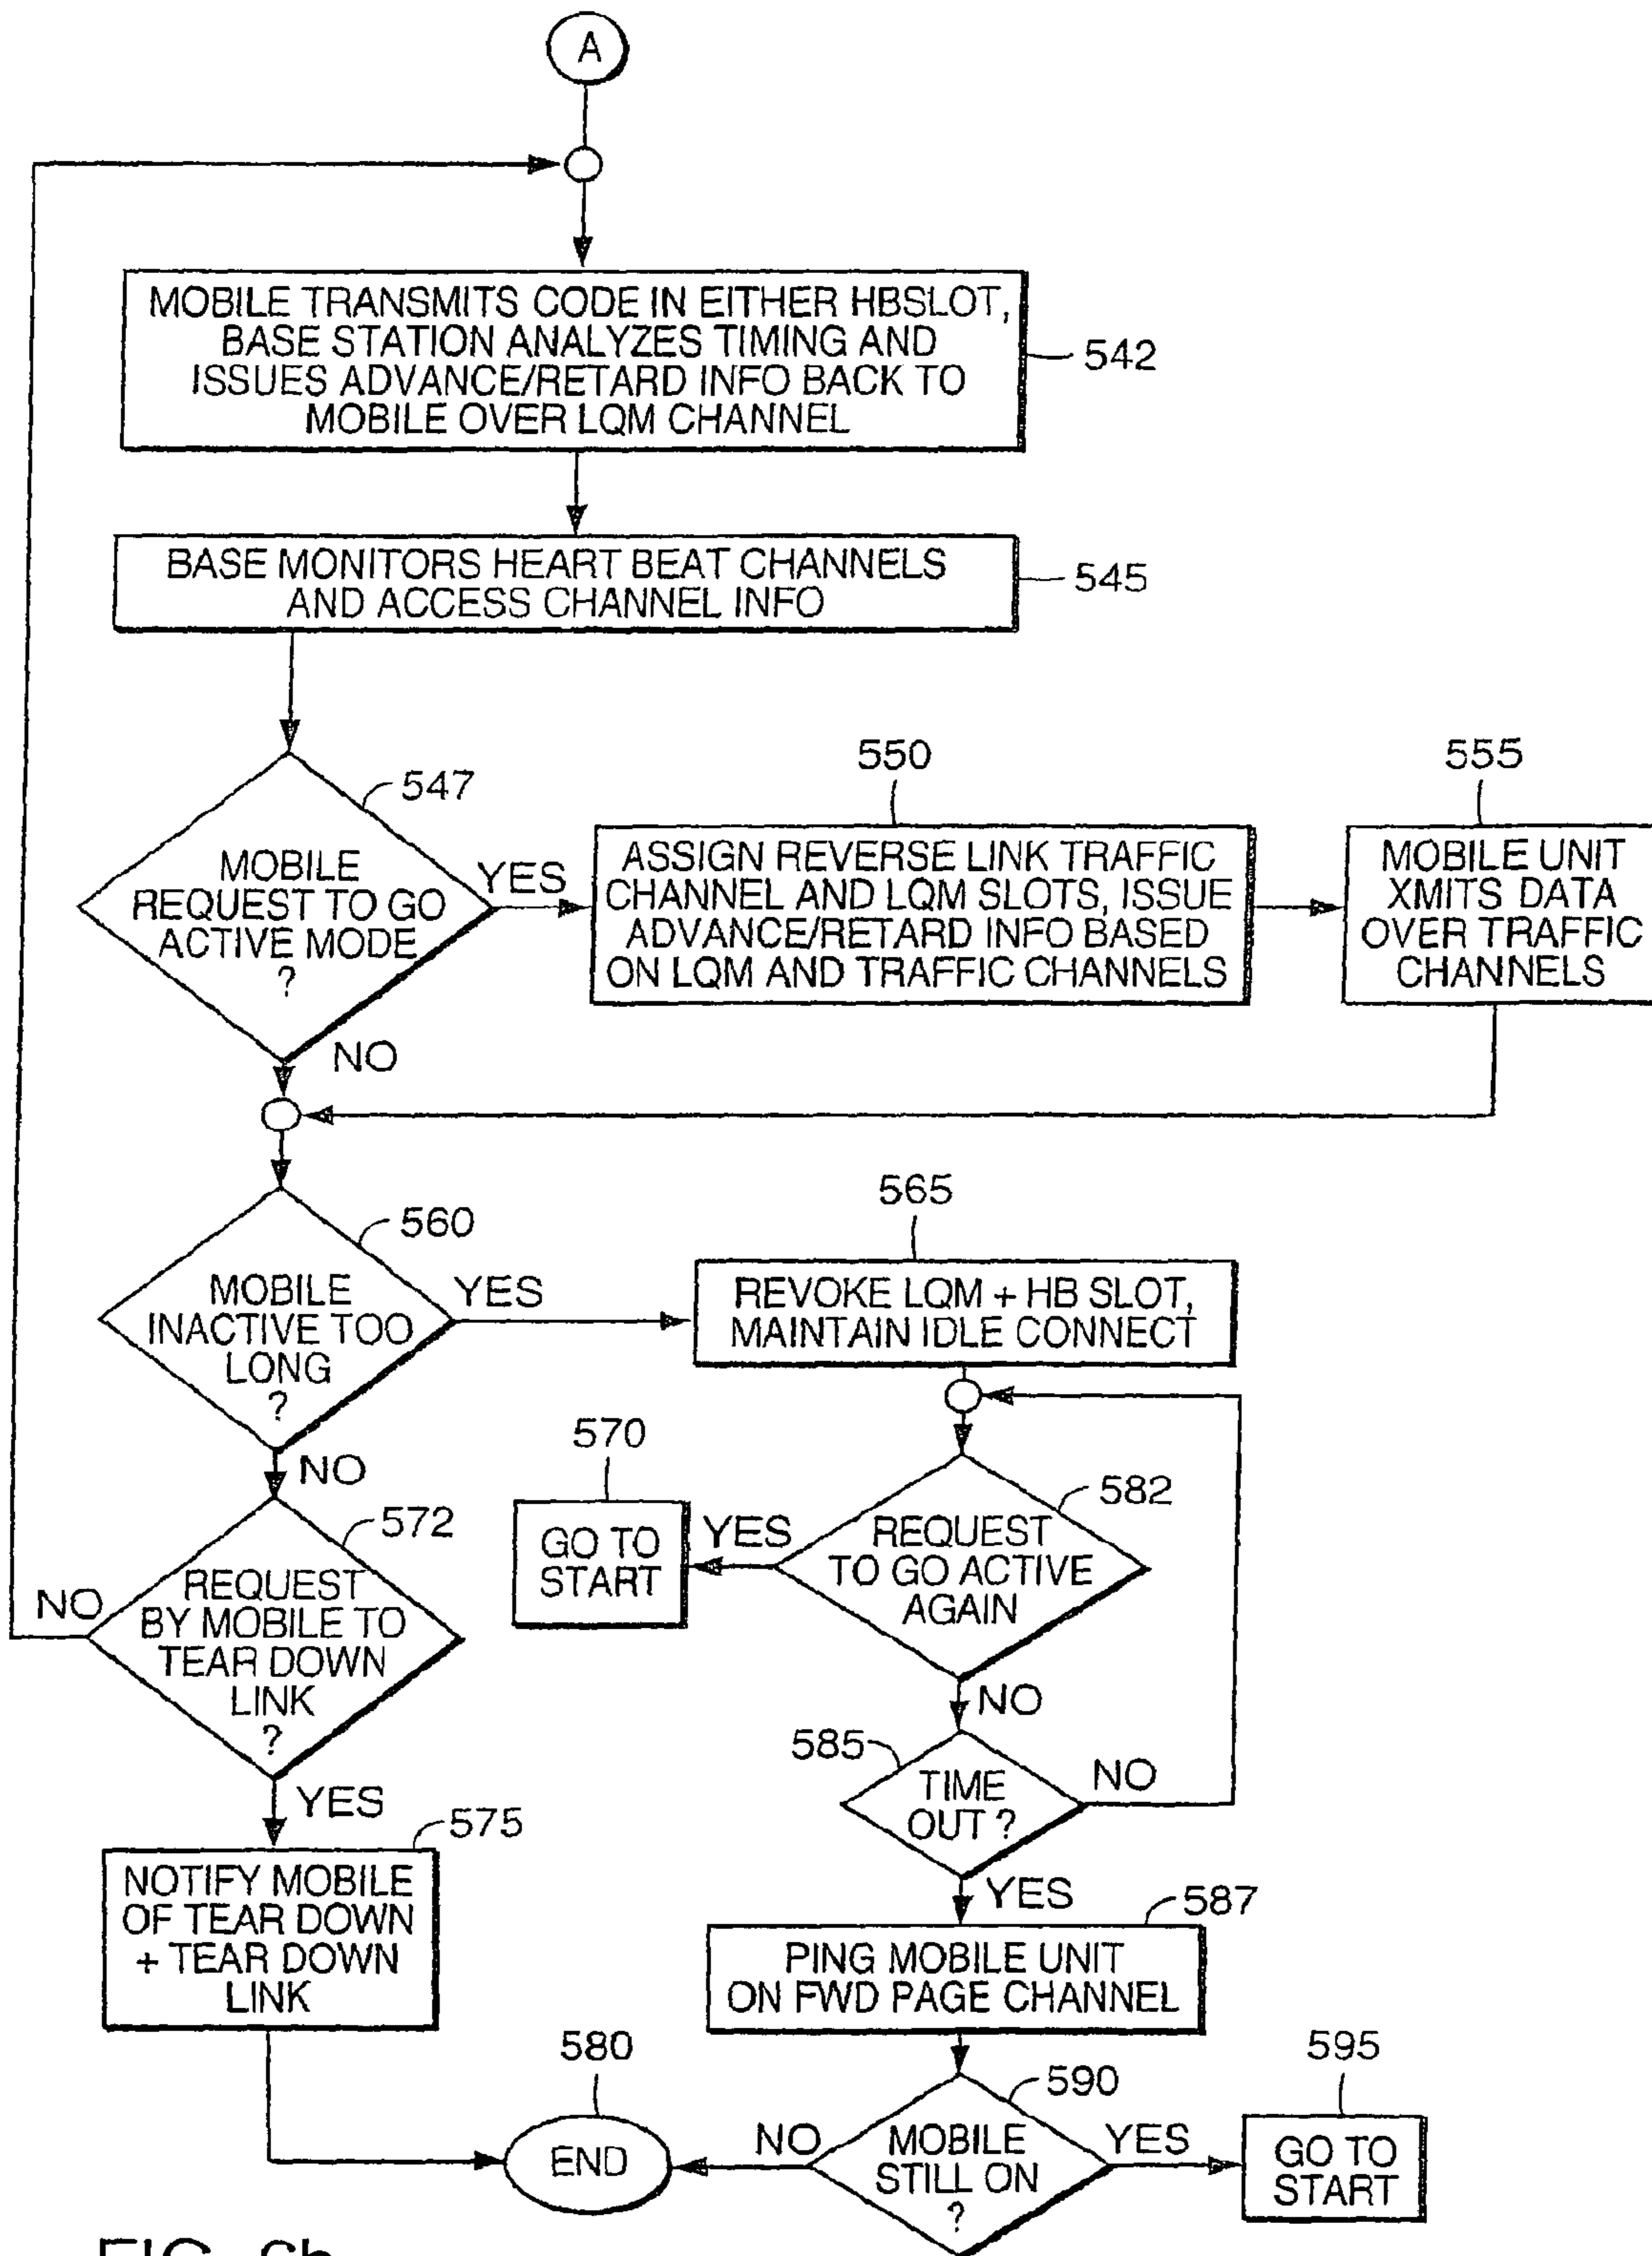 A
MOBILE TRANSMITS CODE IN EITHER HBSLOT,
BASE STATION ANALYZES TIMING AND
ISSUES ADVANCE/RETARD INFO BACK TO
MOBILE OVER LQM CHANNEL
542
BASE MONITORS HEART BEAT CHANNELS
AND ACCESS CHANNEL INFO
545
547
MOBILE
REQUEST TO GO
ACTIVE MODE
?
YES
NO
550
ASSIGN REVERSE LINK TRAFFIC
CHANNEL AND LQM SLOTS, ISSUE
ADVANCE/RETARD INFO BASED
ON LQM AND TRAFFIC CHANNELS
555
MOBILE UNIT
XMITS DATA
OVER TRAFFIC
CHANNELS
560
MOBILE
INACTIVE TOO
LONG
?
YES
NO
565
REVOKE LQM + HB SLOT,
MAINTAIN IDLE CONNECT
570
GO TO
START
YES
582
REQUEST
TO GO ACTIVE
AGAIN
NO
572
REQUEST
BY MOBILE TO
TEAR DOWN
LINK
?
NO
YES
585
TIME
OUT ?
NO
YES
575
NOTIFY MOBILE
OF TEAR DOWN
+ TEAR DOWN
LINK
587
PING MOBILE UNIT
ON FWD PAGE CHANNEL
580
END
590
MOBILE
STILL ON
?
NO
YES
595
GO TO
START
FIG. 6b